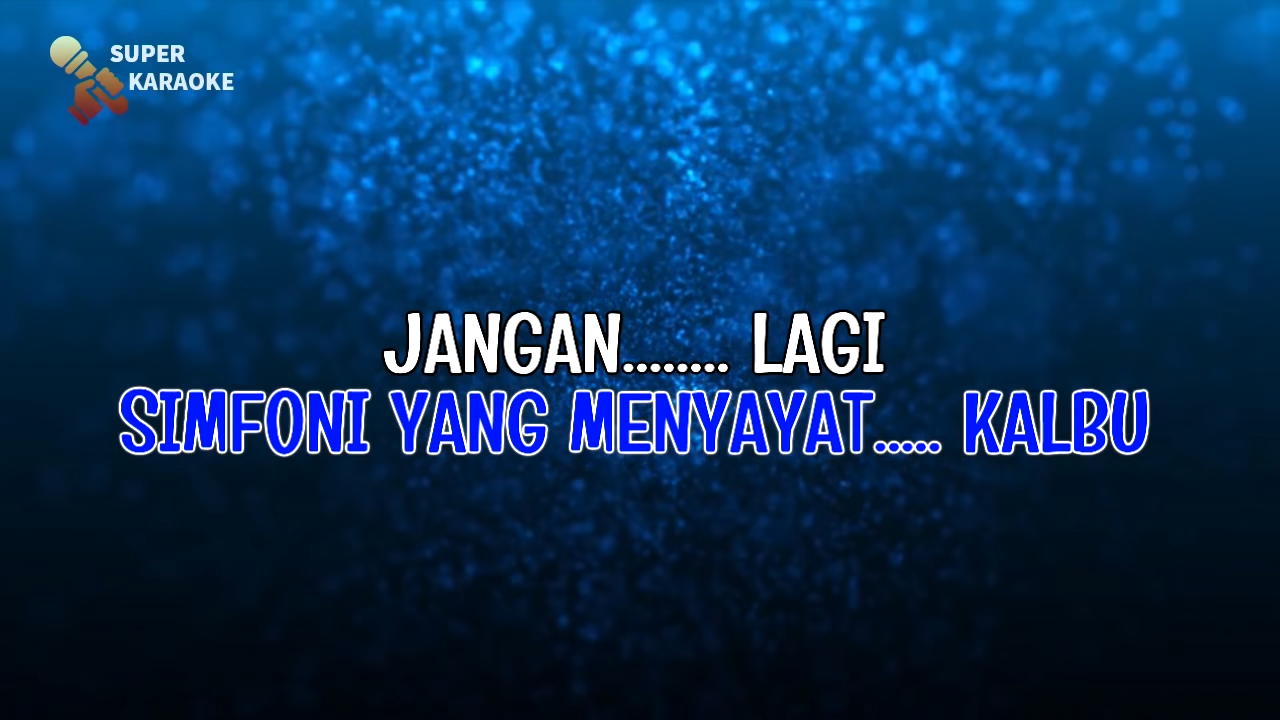 SUPER
KARAOKE
JANGAN........ LAGI
SIMFONI YANG MENYAYAT..... KALBU